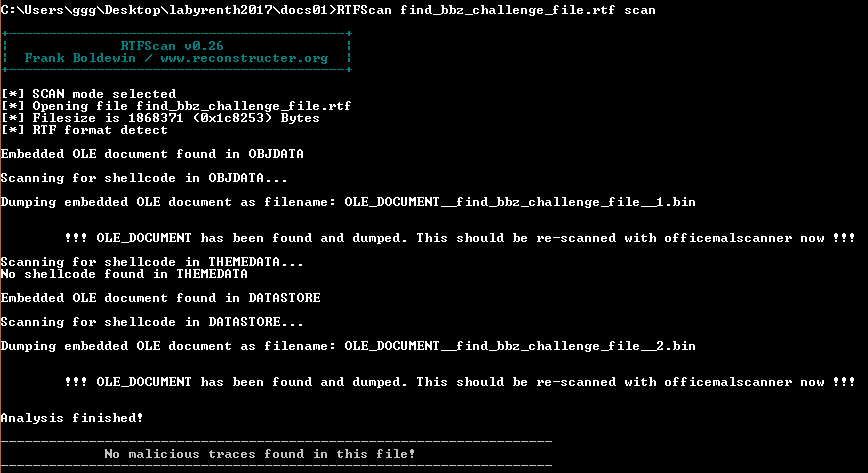 C:\Users\ggg\Desktop\labyrenth2017\docs01>RTFScan find_bbz_challenge_file.rtf scan
+------------------------------------------+
|              RTFScan v0.26               |
|  Frank Boldewin / www.reconstructer.org  |
+------------------------------------------+
[*] SCAN mode selected
[*] Opening file find_bbz_challenge_file.rtf
[*] Filesize is 1868371 (0x1c8253) Bytes
[*] RTF format detect
Embedded OLE document found in OBJDATA
Scanning for shellcode in OBJDATA...
Dumping embedded OLE document as filename: OLE_DOCUMENT__find_bbz_challenge_file__1.bin
!!! OLE_DOCUMENT has been found and dumped. This should be re-scanned with officemalscanner now !!!
Scanning for shellcode in THEMEDATA...
No shellcode found in THEMEDATA
Embedded OLE document found in DATASTORE
Scanning for shellcode in DATASTORE...
Dumping embedded OLE document as filename: OLE_DOCUMENT__find_bbz_challenge_file__2.bin
!!! OLE_DOCUMENT has been found and dumped. This should be re-scanned with officemalscanner now !!!
Analysis finished!
---------------------------------------------------------------------
No malicious traces found in this file!
---------------------------------------------------------------------